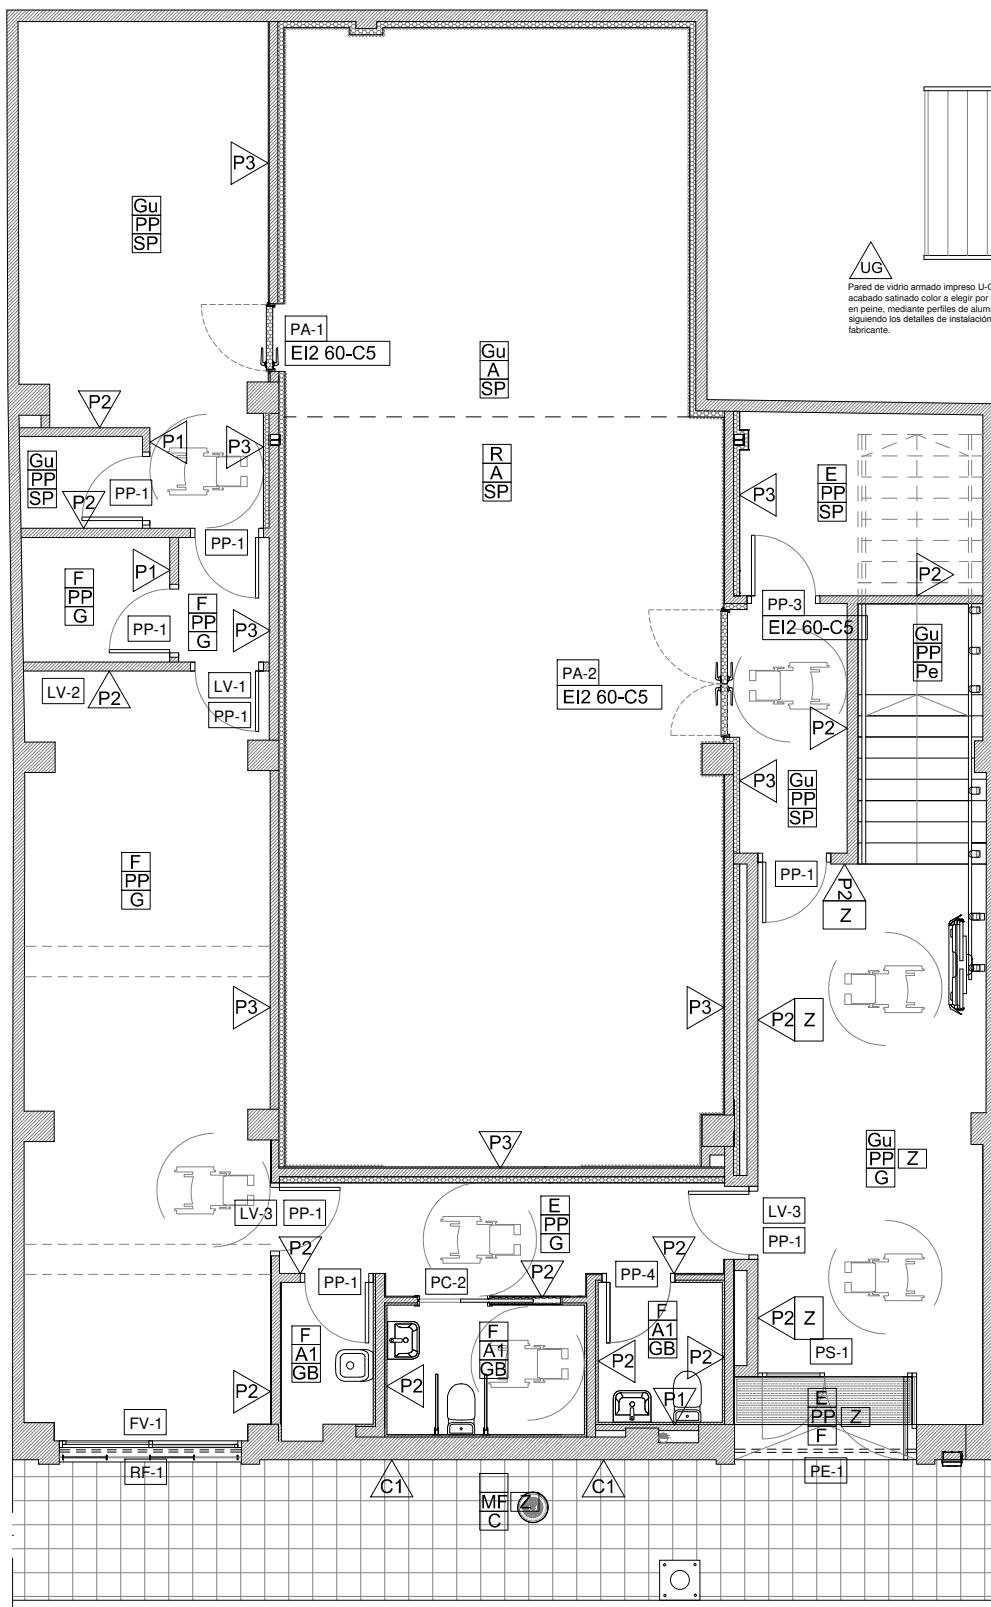 P3
Gu
PP
SP
UG
Pared de vidrio armado impreso U-G
acabado satinado color a elegir por
en peine, mediante perfiles de alumi
siguiendo los detalles de instalación
fabricante.
PA-1
EI2 60-C5
Gu
A
SP
P2
P1
P3
Gu
PP
SP
P2
PP-1
R
A
SP
P3
E
PP
SP
PP-1
P1
F
PP
G
PP-1
F
PP
G
P3
P2
PP-3
EI2 60-C5
Gu
PP
Pe
LV-2
P2
LV-1
PP-1
PA-2
EI2 60-C5
P2
P3
Gu
PP
SP
F
PP
G
PP-1
P2
Z
P3
P3
P2 Z
P3
Gu
PP Z
G
LV-3
PP-1
E
PP
G
LV-3
PP-1
P2
P2
P2
PP-1
PC-2
PP-4
F
A1
GB
F
A1
GB
F
A1
GB
P2 Z
P2
P2
P2
P2
P1
PS-1
E
PP Z
F
FV-1
RF-1
C1
C1
PE-1
MF Z
C